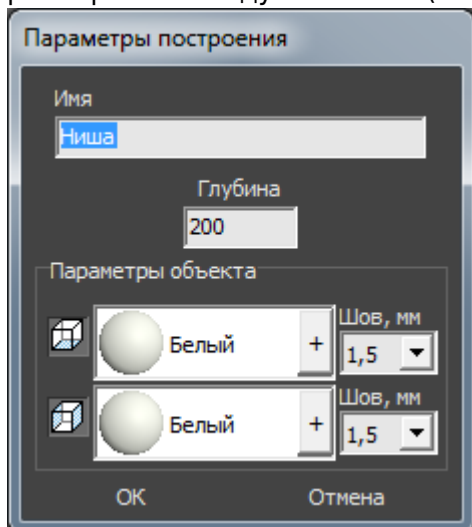 Параметры построения
Имя
Ниша
Глубина
200
Параметры объекта
Шов, мм
Белый + 1,5
Шов, мм
Белый + 1,5
ОК Отмена